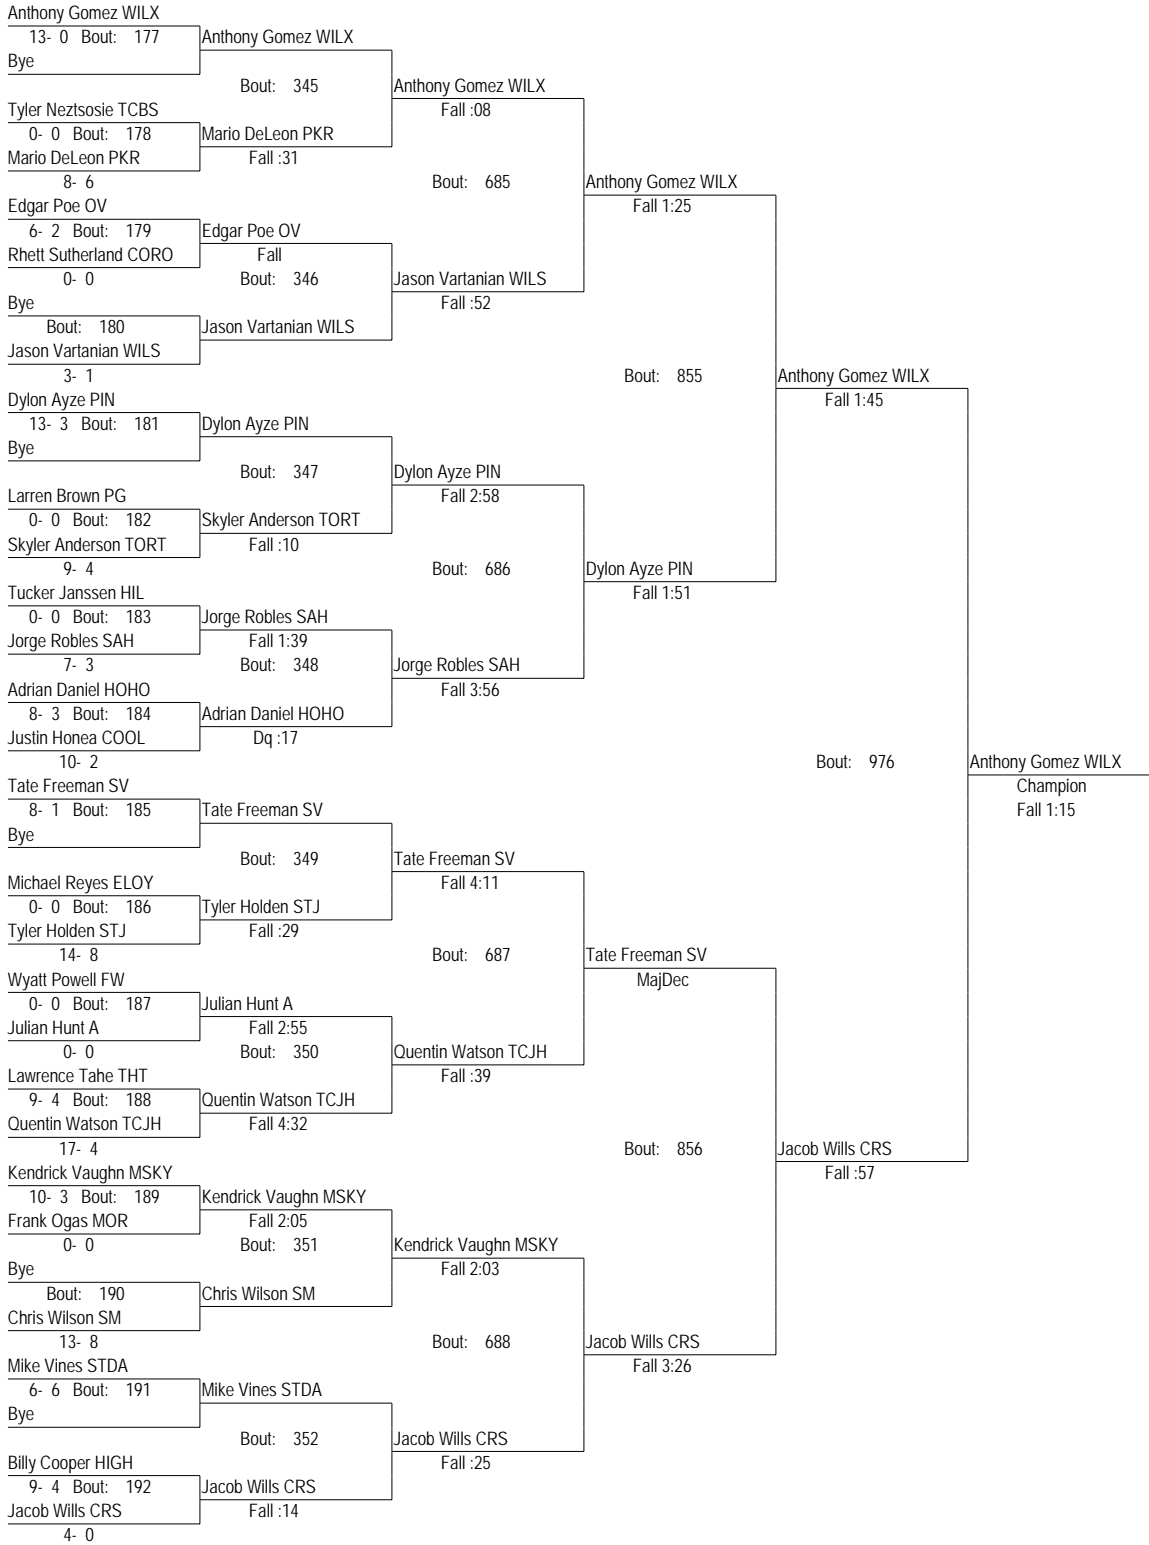 Anthony Gomez WILX
13- 0 Bout: 177
Anthony Gomez WILX
Bye
Bout: 345
Anthony Gomez WILX
Tyler Neztsosie TCBS
Fall :08
0- 0 Bout: 178
Mario DeLeon PKR
Mario DeLeon PKR
Fall :31
8- 6
Bout: 685
Anthony Gomez WILX
Edgar Poe OV
Fall 1:25
6- 2 Bout: 179
Edgar Poe OV
Rhett Sutherland CORO
Fall
0- 0
Bout: 346
Jason Vartanian WILS
Bye
Fall :52
Bout: 180
Jason Vartanian WILS
Jason Vartanian WILS
3- 1
Bout: 855
Anthony Gomez WILX
Dylon Ayze PIN
Fall 1:45
13- 3 Bout: 181
Dylon Ayze PIN
Bye
Bout: 347
Dylon Ayze PIN
Larren Brown PG
Fall 2:58
0- 0 Bout: 182
Skyler Anderson TORT
Skyler Anderson TORT
Fall :10
9- 4
Bout: 686
Dylon Ayze PIN
Tucker Janssen HIL
Fall 1:51
0- 0 Bout: 183
Jorge Robles SAH
Jorge Robles SAH
Fall 1:39
7- 3
Bout: 348
Jorge Robles SAH
Adrian Daniel HOHO
Fall 3:56
8- 3 Bout: 184
Adrian Daniel HOHO
Justin Honea COOL
Dq :17
10- 2
Bout: 976
Anthony Gomez WILX
Tate Freeman SV
Champion
8- 1 Bout: 185
Tate Freeman SV
Fall 1:15
Bye
Bout: 349
Tate Freeman SV
Michael Reyes ELOY
Fall 4:11
0- 0 Bout: 186
Tyler Holden STJ
Tyler Holden STJ
Fall :29
14- 8
Bout: 687
Tate Freeman SV
Wyatt Powell FW
MajDec
0- 0 Bout: 187
Julian Hunt A
Julian Hunt A
Fall 2:55
0- 0
Bout: 350
Quentin Watson TCJH
Lawrence Tahe THT
Fall :39
9- 4 Bout: 188
Quentin Watson TCJH
Quentin Watson TCJH
Fall 4:32
17- 4
Bout: 856
Jacob Wills CRS
Kendrick Vaughn MSKY
Fall :57
10- 3 Bout: 189
Kendrick Vaughn MSKY
Frank Ogas MOR
Fall 2:05
0- 0
Bout: 351
Kendrick Vaughn MSKY
Bye
Fall 2:03
Bout: 190
Chris Wilson SM
Chris Wilson SM
13- 8
Bout: 688
Jacob Wills CRS
Mike Vines STDA
Fall 3:26
6- 6 Bout: 191
Mike Vines STDA
Bye
Bout: 352
Jacob Wills CRS
Billy Cooper HIGH
Fall :25
9- 4 Bout: 192
Jacob Wills CRS
Jacob Wills CRS
Fall :14
4- 0